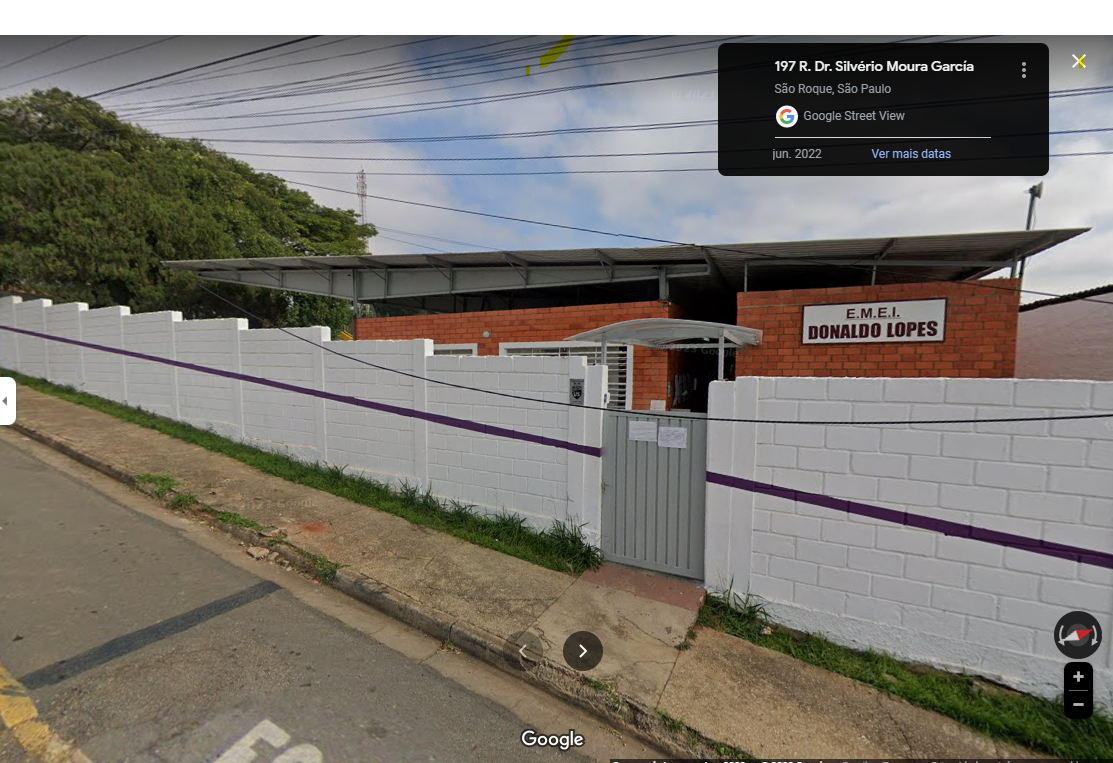 197 R. Dr. Silvério Moura García
São Roque, São Paulo
Google Street View
jun. 2022
Ver mais datas
E.M.E.I.
DONALDO LOPES
Google